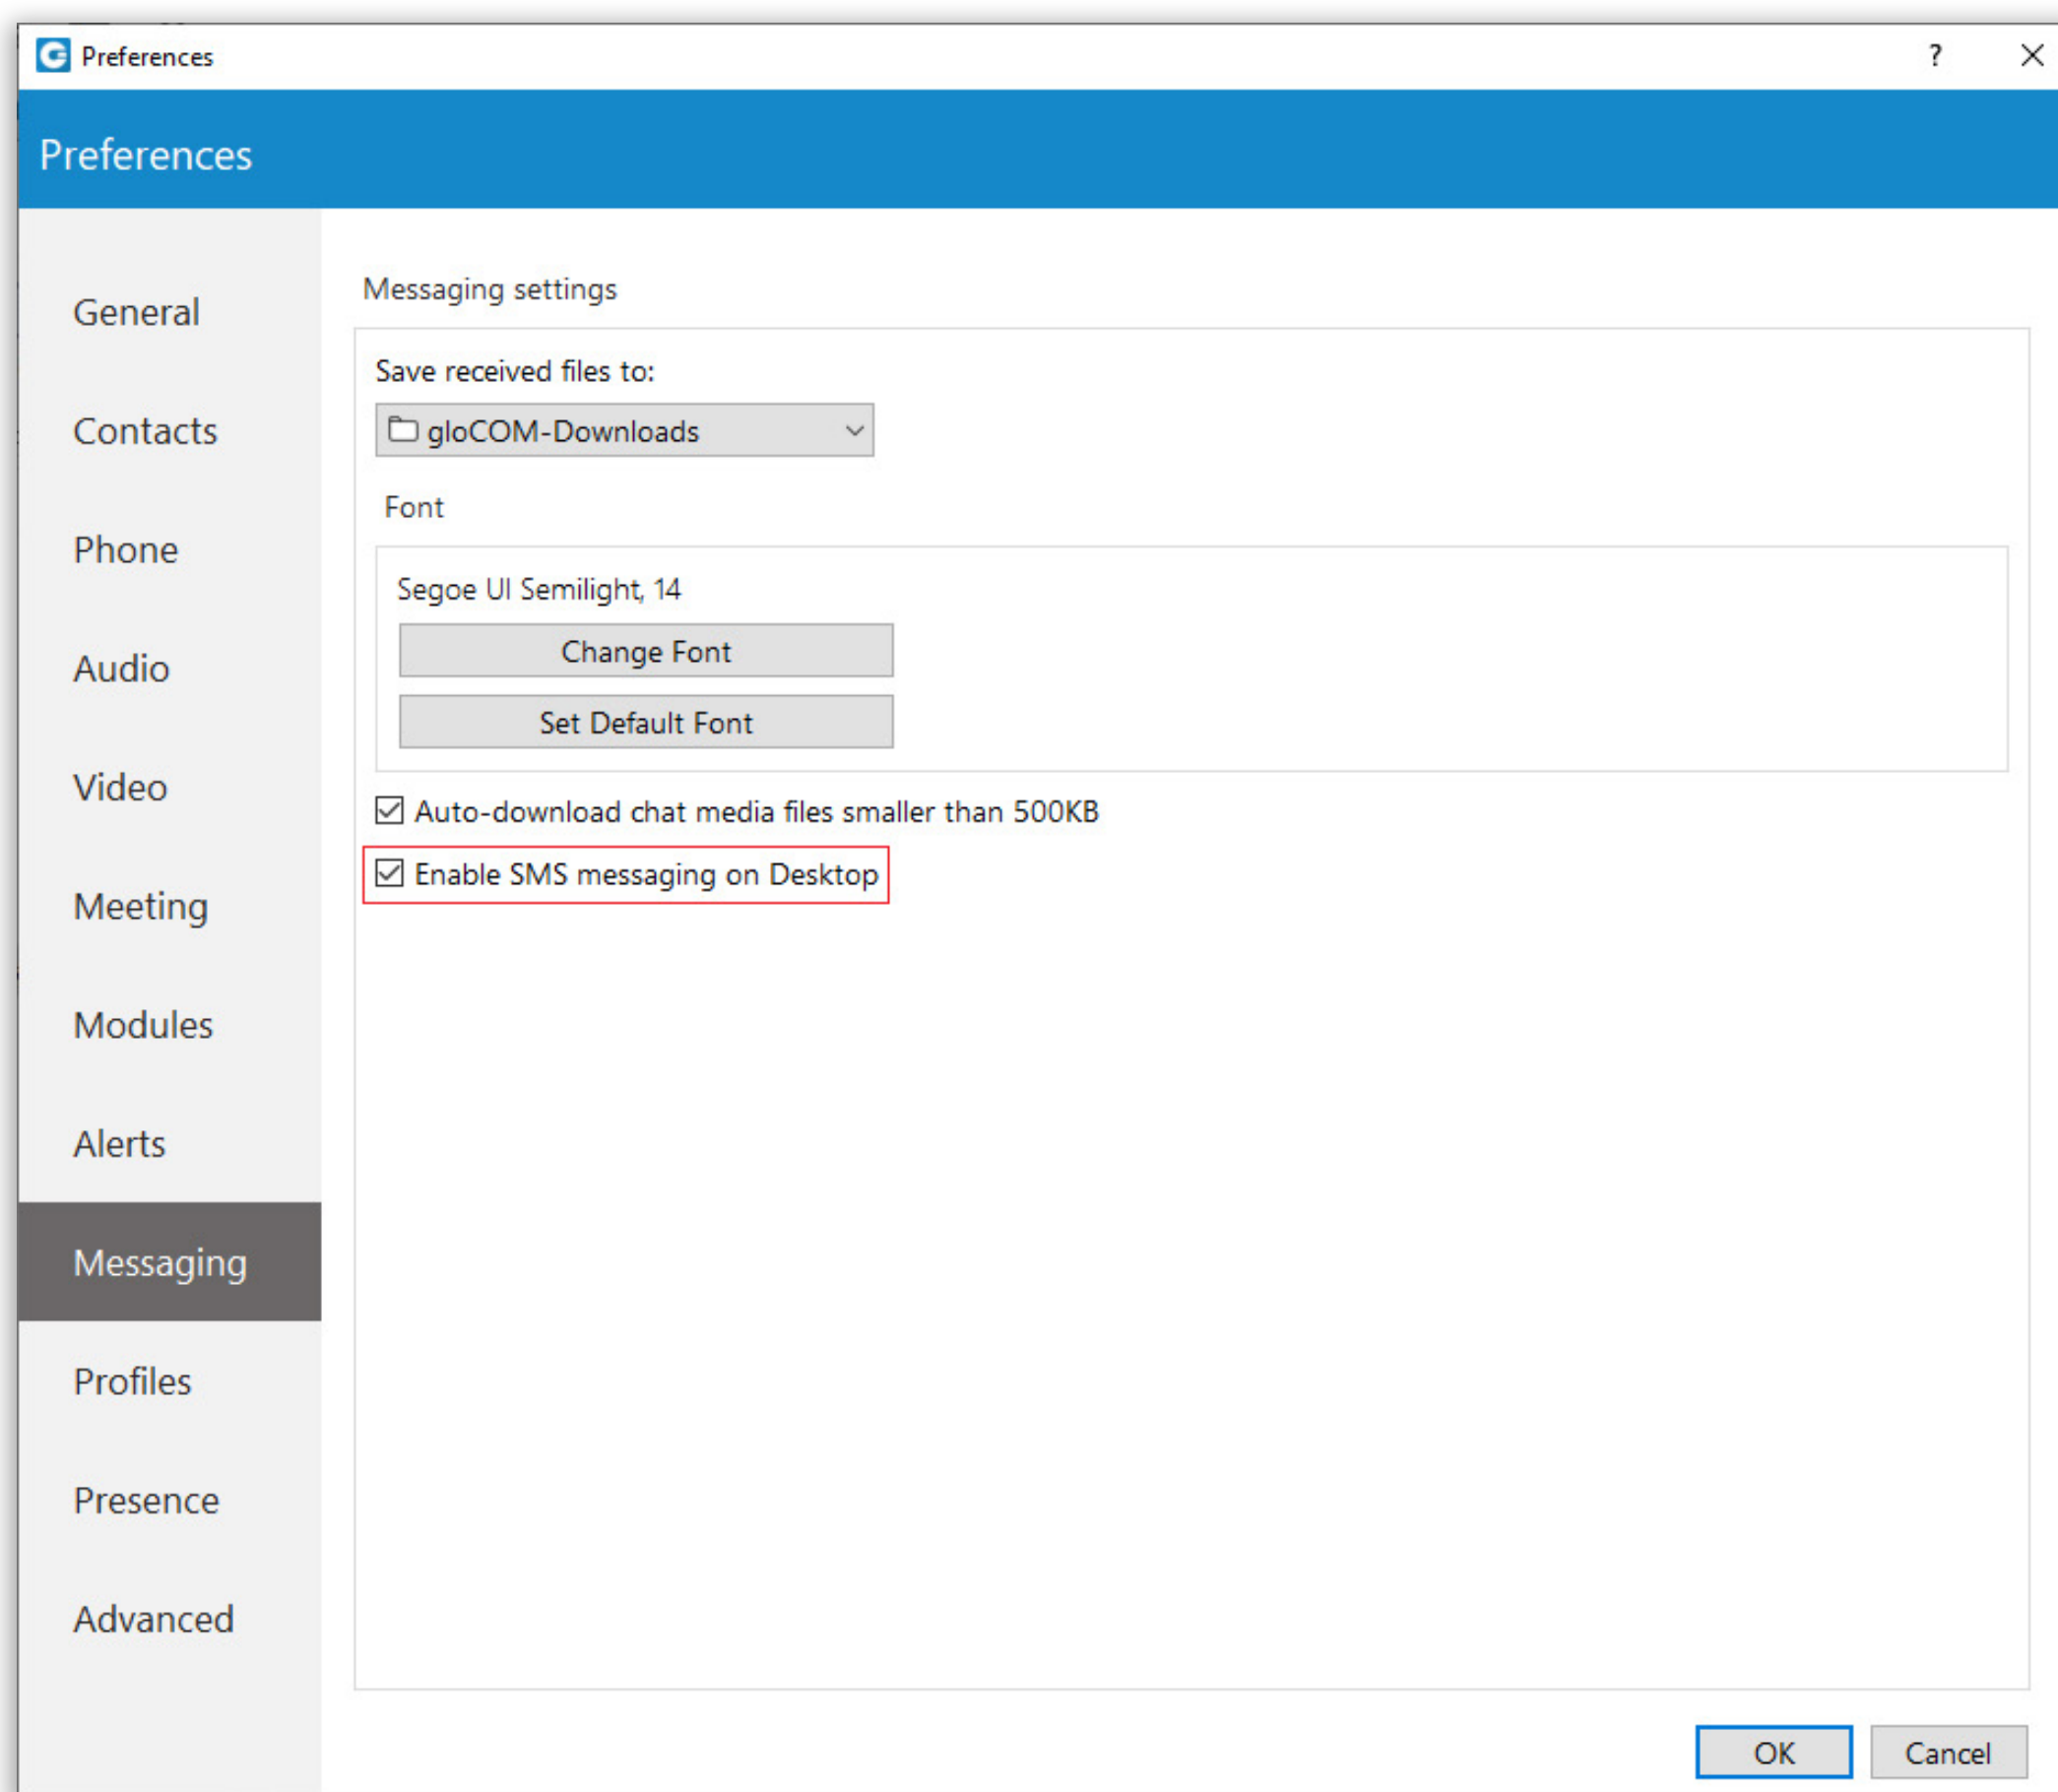 Preferences
?
Preferences
General
Contacts
Phone
Audio
Video
Meeting
Modules
Alerts
Messaging
Profiles
Presence
Advanced
Messaging settings
Save received files to:
gloCOM-Downloads
Font
Segoe UI Semilight, 14
Change Font
Set Default Font
Auto-download chat media files smaller than 500KB
Enable SMS messaging on Desktop
OK
Cancel